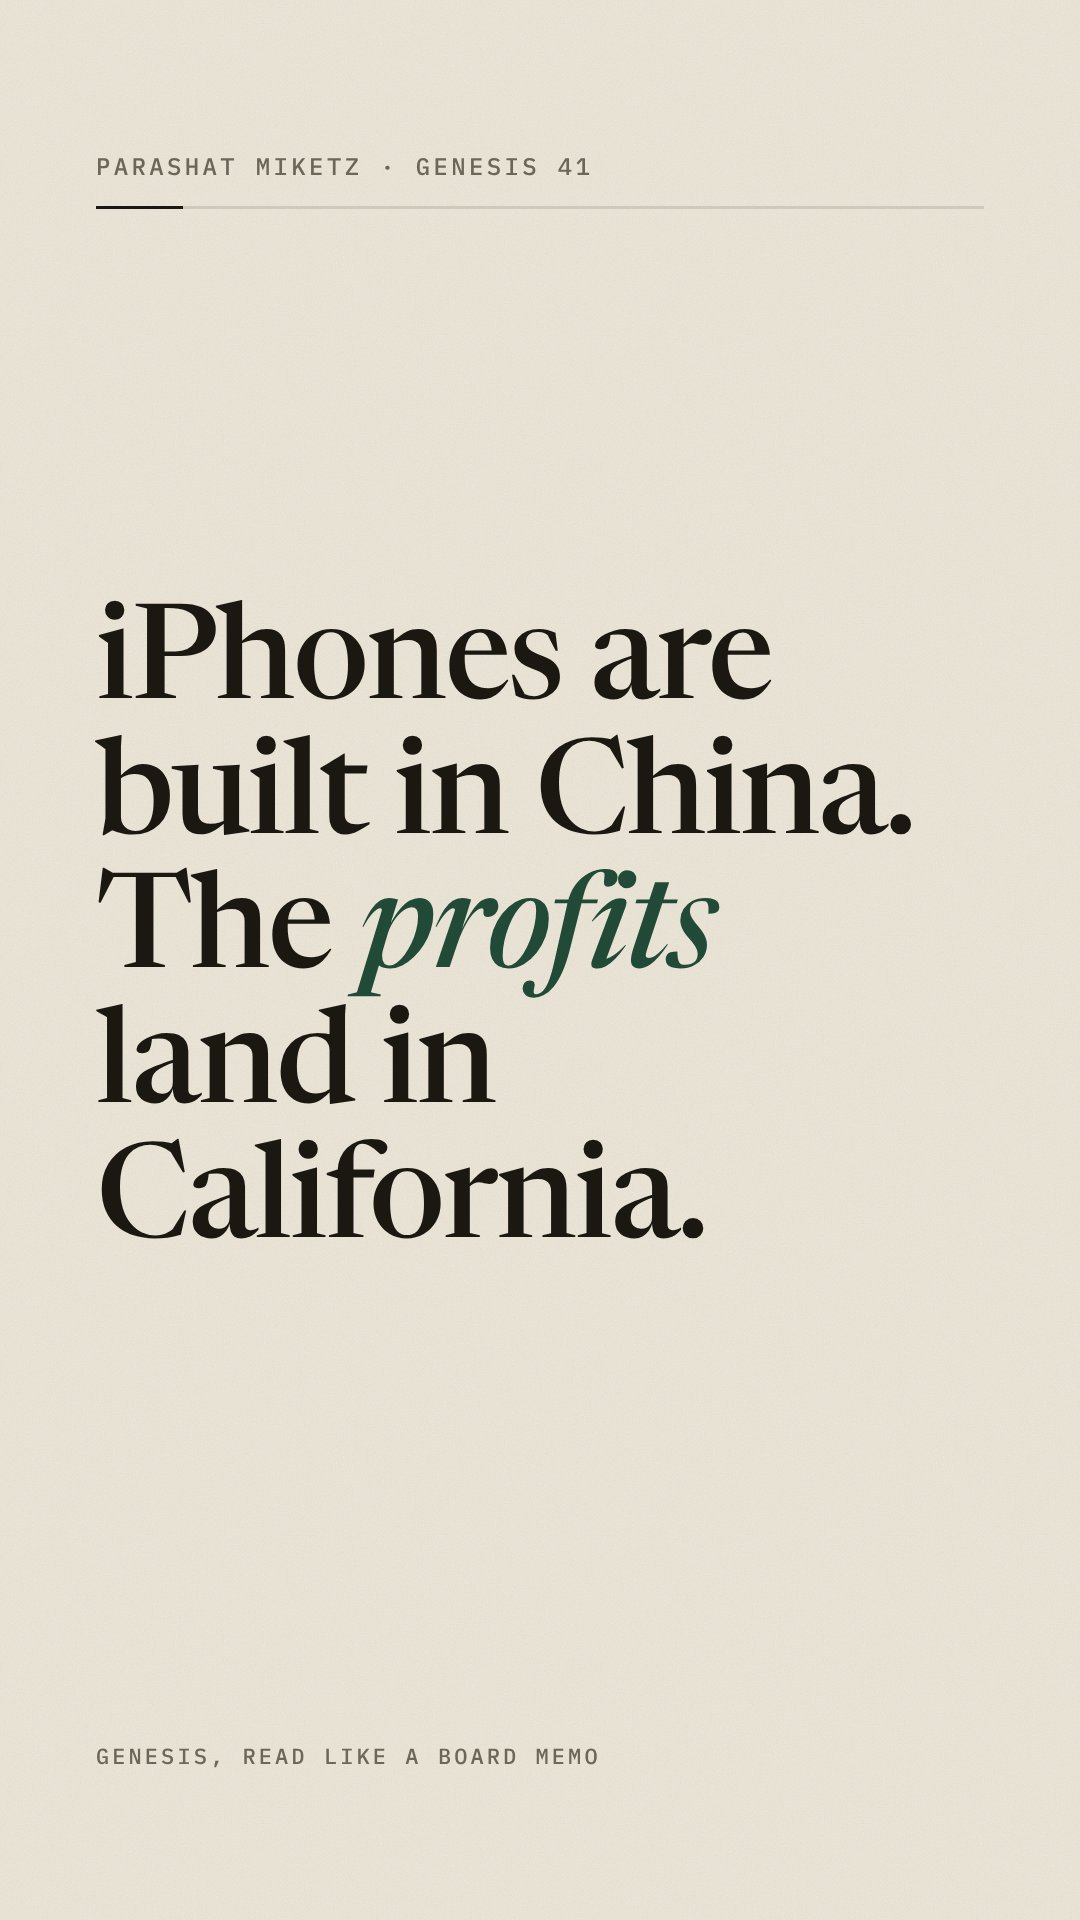 PARASHAT MIKETZ · GENESIS 41
iPhones are
built in China.
The profits
land in
California.
GENESIS, READ LIKE A BOARD MEMO